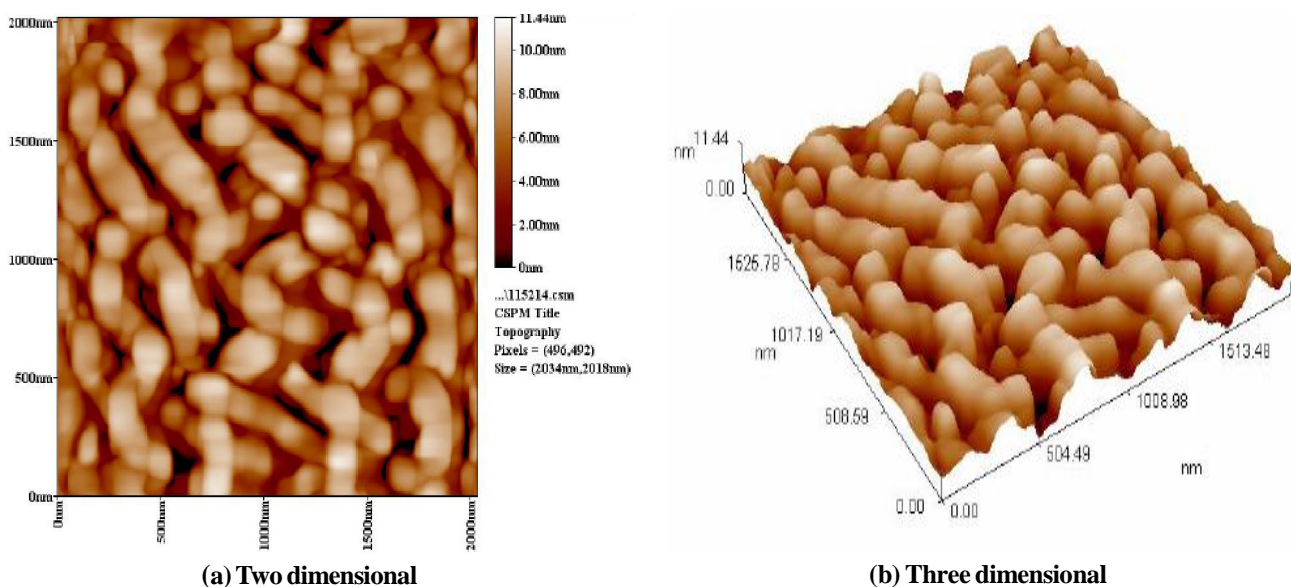 2000nm
1500nm
1000nm
500nm
0nm
0nm
500nm
1000nm
1500nm
2000nm
11.44nm
10.00nm
8.00nm
6.00nm
4.00nm
2.00nm
0nm
...\115214.csm
CSPM Title
Topography
Pixels = (496,492)
Size = (2034nm,2018nm)
(a) Two dimensional
nm
11.44
0.00
1525.78
1017.19
nm
508.59
0.00
0.00
504.49
1008.98
1513.48
nm
(b) Three dimensional